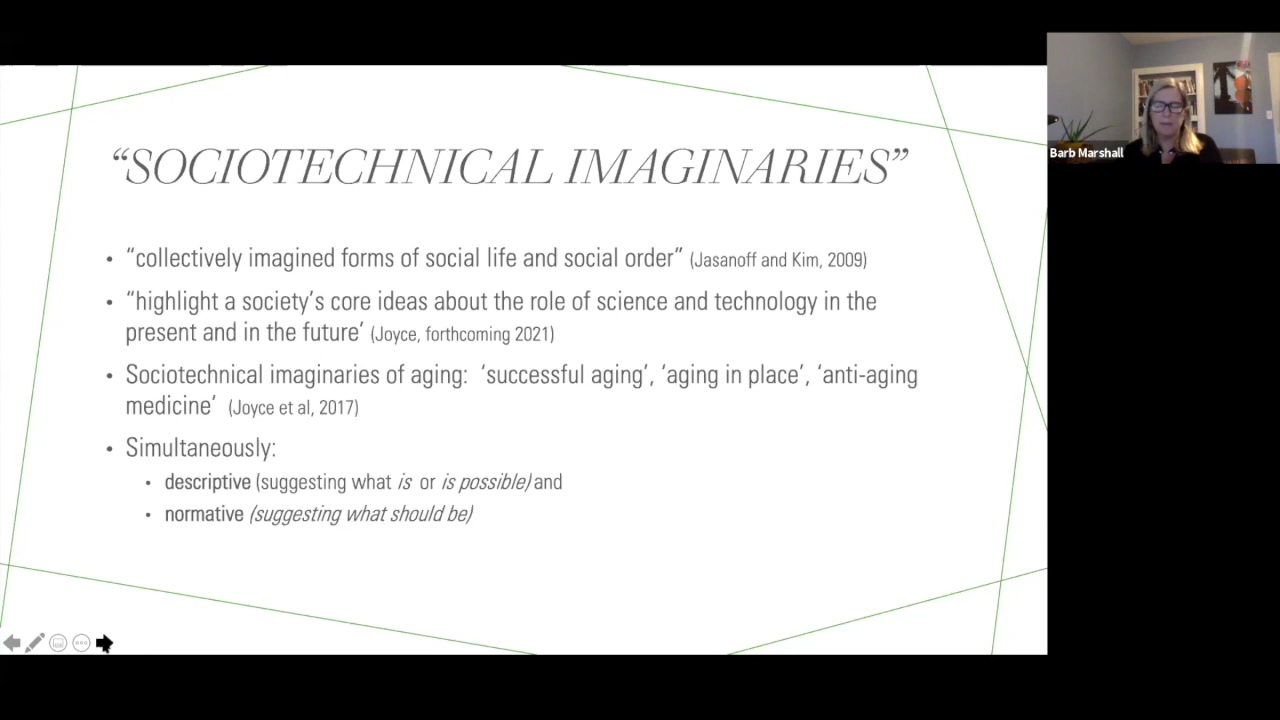 “SOCIOTECHNICAL IMAGINARIES”
• “collectively imagined forms of social life and social order” (Jasanoff and Kim, 2009)
• “highlight a society’s core ideas about the role of science and technology in the
present and in the future’ (Joyce, forthcoming 2021)
• Sociotechnical imaginaries of aging: ‘successful aging’, ‘aging in place’, ‘anti-aging
medicine’ (Joyce et al, 2017)
• Simultaneously:
• descriptive (suggesting what is or is possible) and
• normative (suggesting what should be)
Barb Marshall